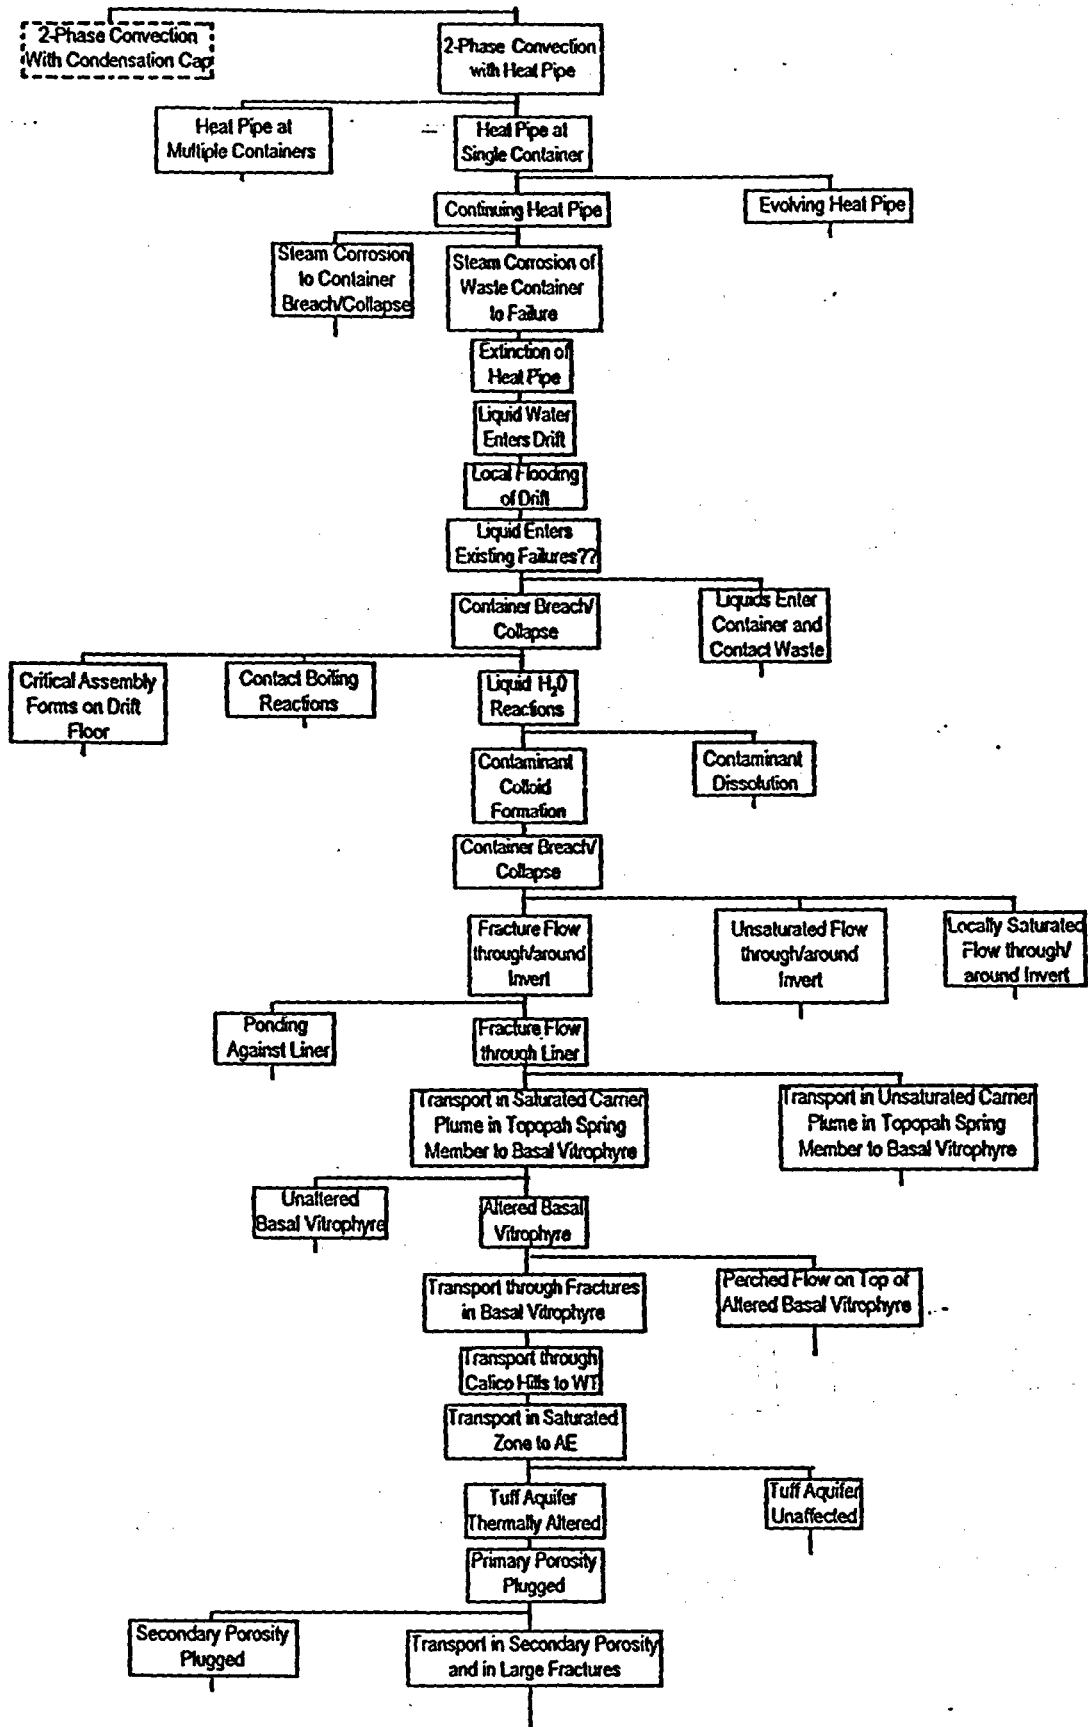 2-Phase Convection
With Condensation Cap
2-Phase Convection
with Heat Pipe
Heat Pipe at
Multiple Containers
Heat Pipe at
Single Container
Continuing Heat Pipe
Evolving Heat Pipe
Steam Corrosion
to Container
Breach/Collapse
Steam Corrosion of
Waste Container
to Failure
Extinction of
Heat Pipe
Liquid Water
Enters Drift
Local Flooding
of Drift
Liquid Enters
Existing Failures??
Container Breach/
Collapse
Liquids Enter
Container and
Contact Waste
Critical Assembly
Forms on Drift
Floor
Contact Boiling
Reactions
Liquid H₂0
Reactions
Contaminant
Colloid
Formation
Contaminant
Dissolution
Container Breach/
Collapse
Fracture Flow
through/around
Invert
Unsaturated Flow
through/around
Invert
Locally Saturated
Flow through/
around Invert
Ponding
Against Liner
Fracture Flow
through Liner
Transport in Saturated Carrier
Plume in Topopah Spring
Member to Basal Vitrophyre
Transport in Unsaturated Carrier
Plume in Topopah Spring
Member to Basal Vitrophyre
Unaltered
Basal Vitrophyre
Altered Basal
Vitrophyre
Transport through Fractures
in Basal Vitrophyre
Perched Flow on Top of
Altered Basal Vitrophyre
Transport through
Calico Hills to WT
Transport in Saturated
Zone to AE
Tuff Aquifer
Thermally Altered
Tuff Aquifer
Unaffected
Primary Porosity
Plugged
Secondary Porosity
Plugged
Transport in Secondary Porosity
and in Large Fractures